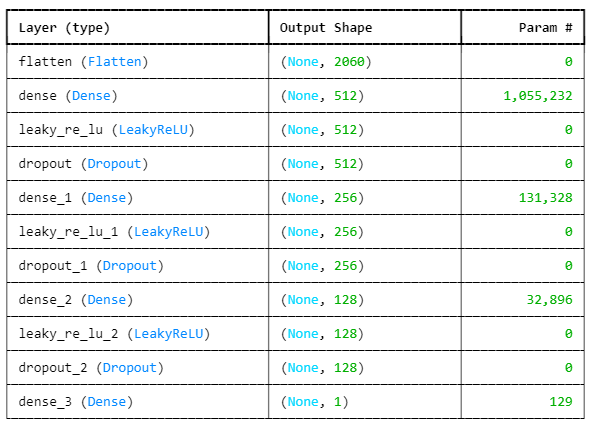 Layer (type) Output Shape Param #
flatten (Flatten) (None, 2060) 0
dense (Dense) (None, 512) 1,055,232
leaky_re_lu (LeakyReLU) (None, 512) 0
dropout (Dropout) (None, 512) 0
dense_1 (Dense) (None, 256) 131,328
leaky_re_lu_1 (LeakyReLU) (None, 256) 0
dropout_1 (Dropout) (None, 256) 0
dense_2 (Dense) (None, 128) 32,896
leaky_re_lu_2 (LeakyReLU) (None, 128) 0
dropout_2 (Dropout) (None, 128) 0
dense_3 (Dense) (None, 1) 129